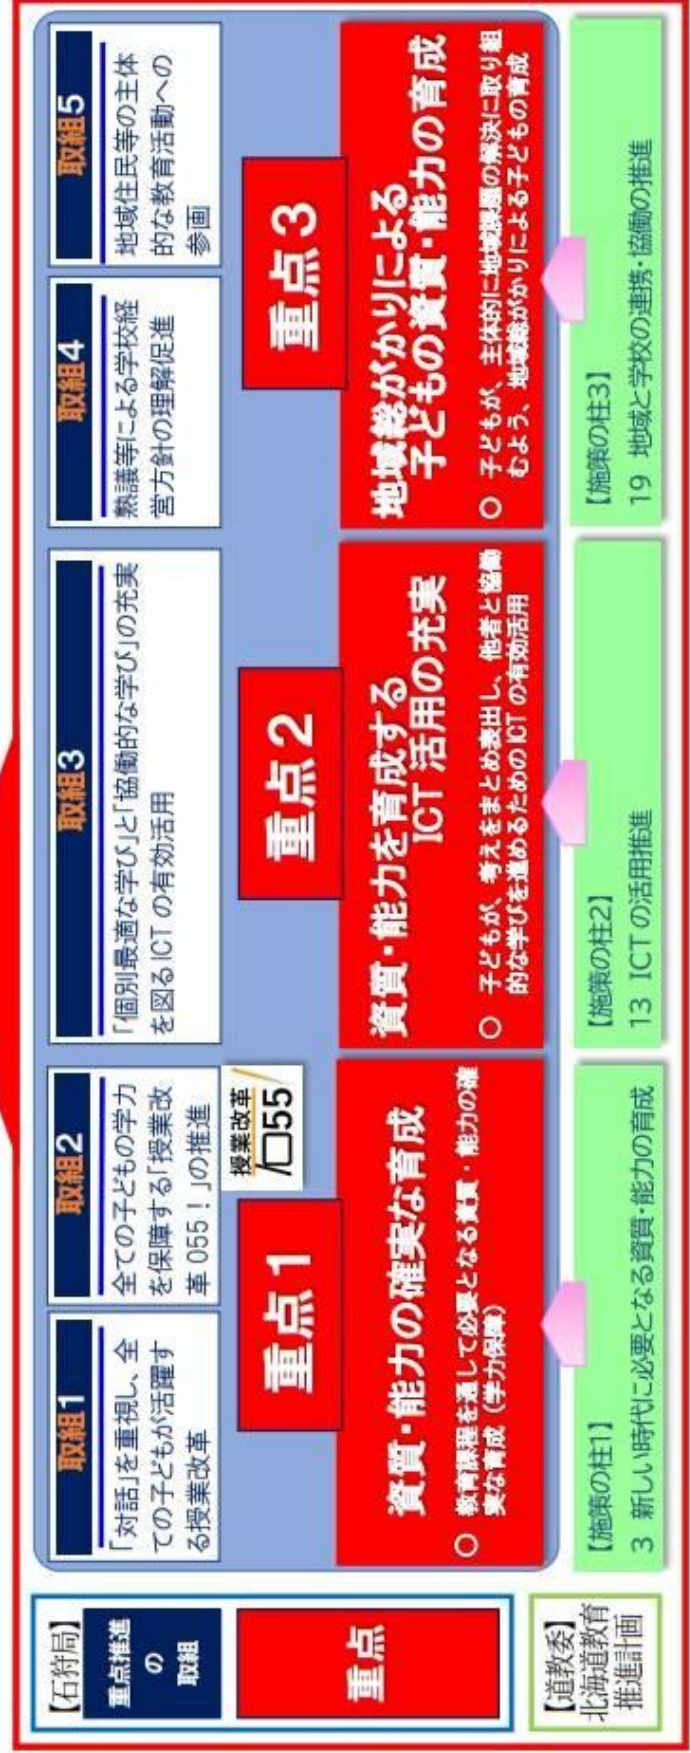 【石狩局】
重点推進
の
取組
取組1
「対話」を重視し、全
ての子どもが活躍す
る授業改革
取組2
全ての子どもの学力
を保障する「授業改
革 055！」の推進
取組3
「個別最適な学び」と「協働的な学び」の充実
を図る ICT の有効活用
取組4
熟議等による学校経
営方針の理解促進
取組5
地域住民等の主体
的な教育活動への
参画
授業改革
055
重点
重点1
資質・能力の確実な育成
○ 教育課程を通して必要となる資質・能力の確
実な育成（学力保障）
重点2
資質・能力を育成する
ICT 活用の充実
○ 子どもが、考えをまとめ表出し、他者と協働
的な学びを進めるためのICTの有効活用
重点3
地域総がかりによる
子どもの資質・能力の育成
○ 子どもが、主体的に地域課題の解決に取り組
むよう、地域総がかりによる子どもの育成
【道教委】
北海道教育
推進計画
【施策の柱1】
3 新しい時代に必要となる資質・能力の育成
【施策の柱2】
13 ICT の活用推進
【施策の柱3】
19 地域と学校の連携・協働の推進